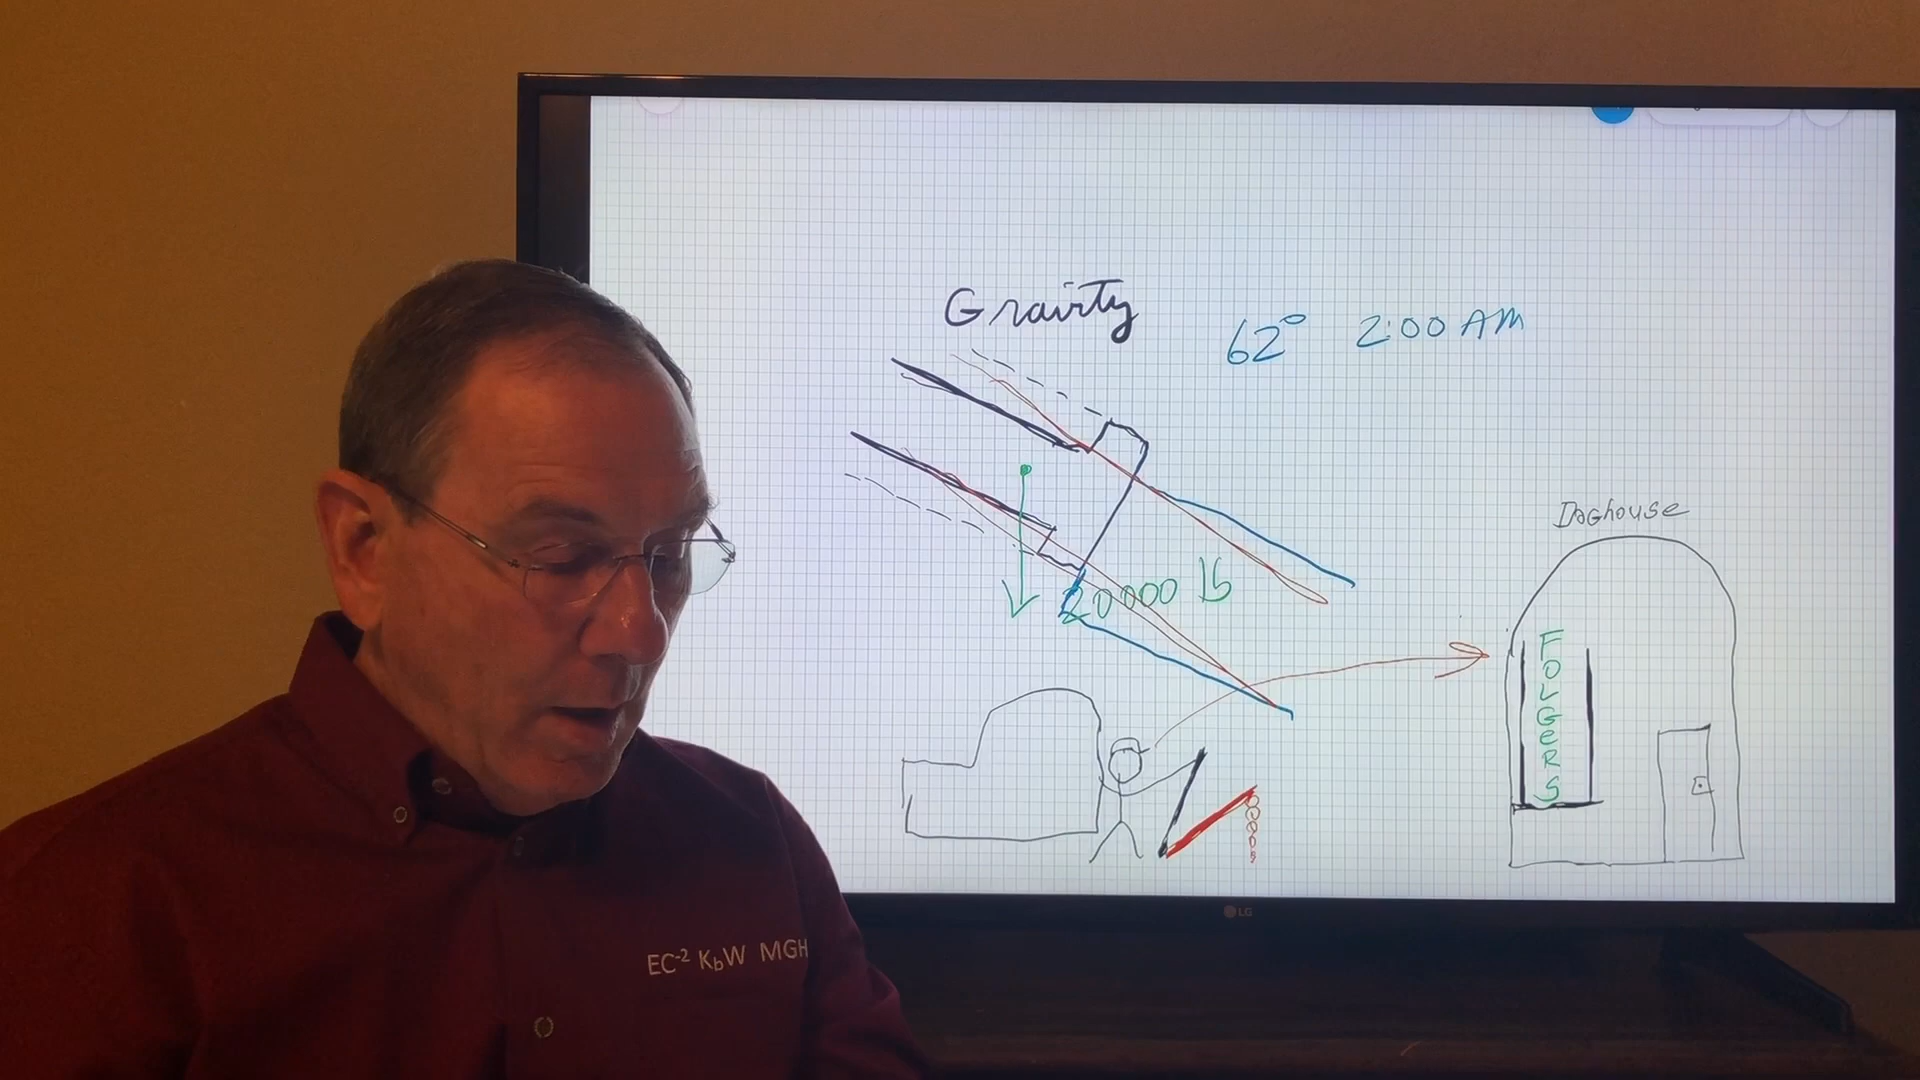 Gravity
62° 2:00 AM
Doghouse
20000 lb
FOLGeRS
EC-2 KbW MGH
LG